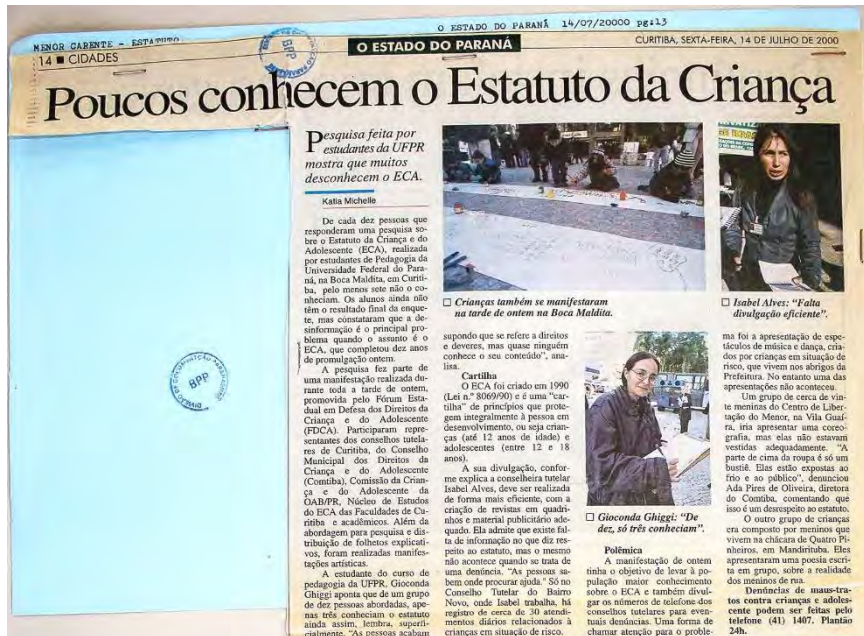 O ESTADO DO PARANÁ 14/07/20000 pg:13
MENOR CARENTE - ESTATUTO
14 ■ CIDADES
O ESTADO DO PARANÁ
CURITIBA, SEXTA-FEIRA, 14 DE JULHO DE 2000
BPP
Poucos conhecem o Estatuto da Criança
Pesquisa feita por
estudantes da UFPR
mostra que muitos
desconhecem o ECA.
Katia Michelle
De cada dez pessoas que
responderam uma pesquisa so-
bre o Estatuto da Criança e do
Adolescente (ECA), realizada
por estudantes de Pedagogia da
Universidade Federal do Para-
ná, na Boca Maldita, em Curiti-
ba, pelo menos sete não o co-
nheciam. Os alunos ainda não
têm o resultado final da enque-
te, mas constataram que a de-
sinformação é o principal pro-
blema quando o assunto é o
ECA, que completou dez anos
de promulgação ontem.
A pesquisa fez parte de
uma manifestação realizada du-
rante toda a tarde de ontem,
promovida pelo Fórum Esta-
dual em Defesa dos Direitos da
Criança e do Adolescente
(FDCA). Participaram repre-
sentantes dos conselhos tutela-
res de Curitiba, do Conselho
Municipal dos Direitos da
Criança e do Adolescente
(Comtiba), Comissão da Crian-
ça e do Adolescente da
OAB/PR, Núcleo de Estudos
do ECA das Faculdades de Cu-
ritiba e acadêmicos. Além da
abordagem para pesquisa e dis-
tribuição de folhetos explicati-
vos, foram realizadas manifes-
tações artísticas.
A estudante do curso de
pedagogia da UFPR, Gioconda
Ghiggi aponta que de um grupo
de dez pessoas abordadas, ape-
nas três conheciam o estatuto
ainda assim, lembra, superfi-
cialmente. "As pessoas acabam
□ Crianças também se manifestaram
na tarde de ontem na Boca Maldita.
supondo que se refere a direitos
e deveres, mas quase ninguém
conhece o seu conteúdo", ana-
lisa.
Cartilha
O ECA foi criado em 1990
(Lei n.º 8069/90) e é uma "car-
tilha" de princípios que prote-
gem integralmente à pessoa em
desenvolvimento, ou seja crian-
ças (até 12 anos de idade) e
adolescentes (entre 12 e 18
anos).
A sua divulgação, confor-
me explica a conselheira tutelar
Isabel Alves, deve ser realizada
de forma mais eficiente, com a
criação de revistas em quadri-
nhos e material publicitário ade-
quado. Ela admite que existe fal-
ta de informação no que diz res-
peito ao estatuto, mas o mesmo
não acontece quando se trata de
uma denúncia. "As pessoas sa-
bem onde procurar ajuda." Só no
Conselho Tutelar do Bairro
Novo, onde Isabel trabalha, há
registro de cerca de 30 atendi-
mentos diários relacionados à
crianças em situação de risco.
□ Gioconda Ghiggi: "De
dez, só três conheciam".
Polêmica
A manifestação de ontem
tinha o objetivo de levar à po-
pulação maior conhecimento
sobre o ECA e também divul-
gar os números de telefone dos
conselhos tutelares para even-
tuais denúncias. Uma forma de
chamar atenção para o proble-
□ Isabel Alves: "Falta
divulgação eficiente".
ma foi a apresentação de espe-
táculos de música e dança, cria-
dos por crianças em situação de
risco, que vivem nos abrigos da
Prefeitura. No entanto uma das
apresentações não aconteceu.
Um grupo de cerca de vin-
te meninas do Centro de Liber-
tação do Menor, na Vila Guaí-
ra, iria apresentar uma coreo-
grafia, mas elas não estavam
vestidas adequadamente. "A
parte de cima da roupa é só um
bustiê. Elas estão expostas ao
frio e ao público", denunciou
Ada Pires de Oliveira, diretora
do Comtiba, comentando que
isso é um desrespeito ao estatuto.
O outro grupo de crianças
era composto por meninos que
vivem na chácara de Quatro Pi-
nheiros, em Mandirituba. Eles
apresentaram uma poesia escri-
ta em grupo, sobre a realidade
dos meninos de rua.
Denúncias de maus-tra-
tos contra crianças e adoles-
cente podem ser feitas pelo
telefone (41) 1407. Plantão
24h.
DIVISÃO DE DOCUMENTAÇÃO PARANAENSE
BPP